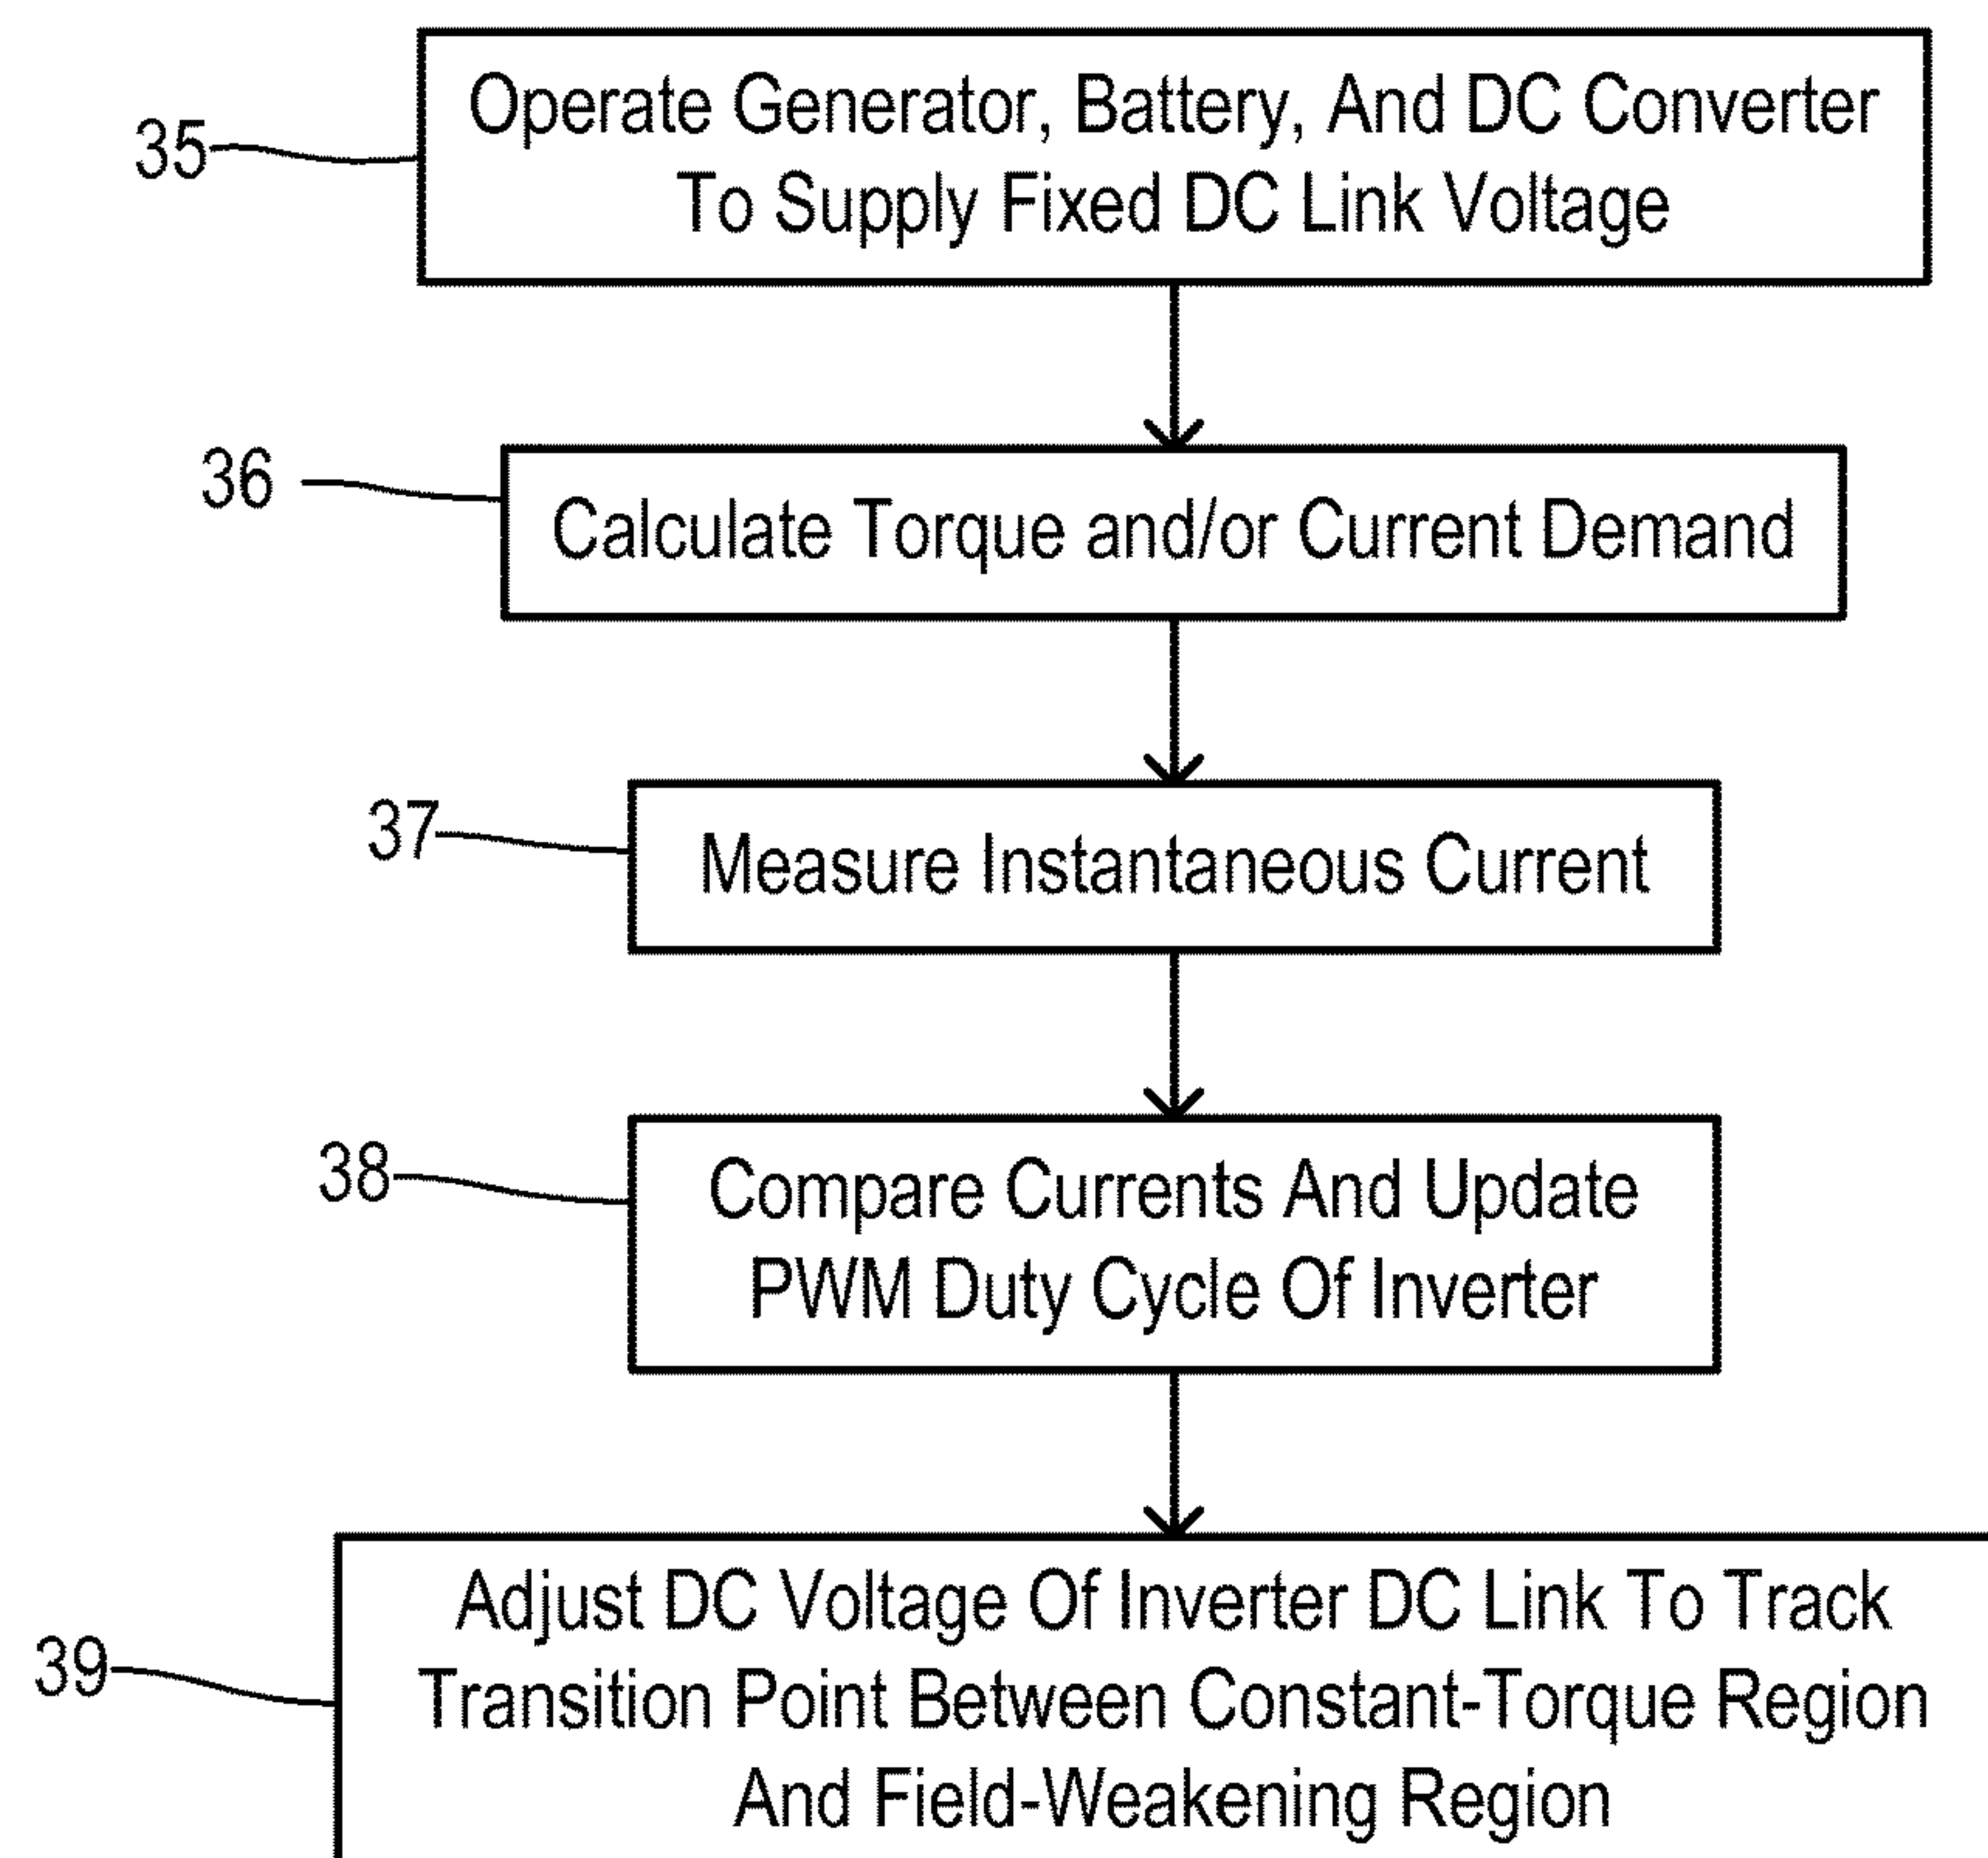 35
Operate Generator, Battery, And DC Converter
To Supply Fixed DC Link Voltage
36
Calculate Torque and/or Current Demand
37
Measure Instantaneous Current
38
Compare Currents And Update
PWM Duty Cycle Of Inverter
39
Adjust DC Voltage Of Inverter DC Link To Track
Transition Point Between Constant-Torque Region
And Field-Weakening Region